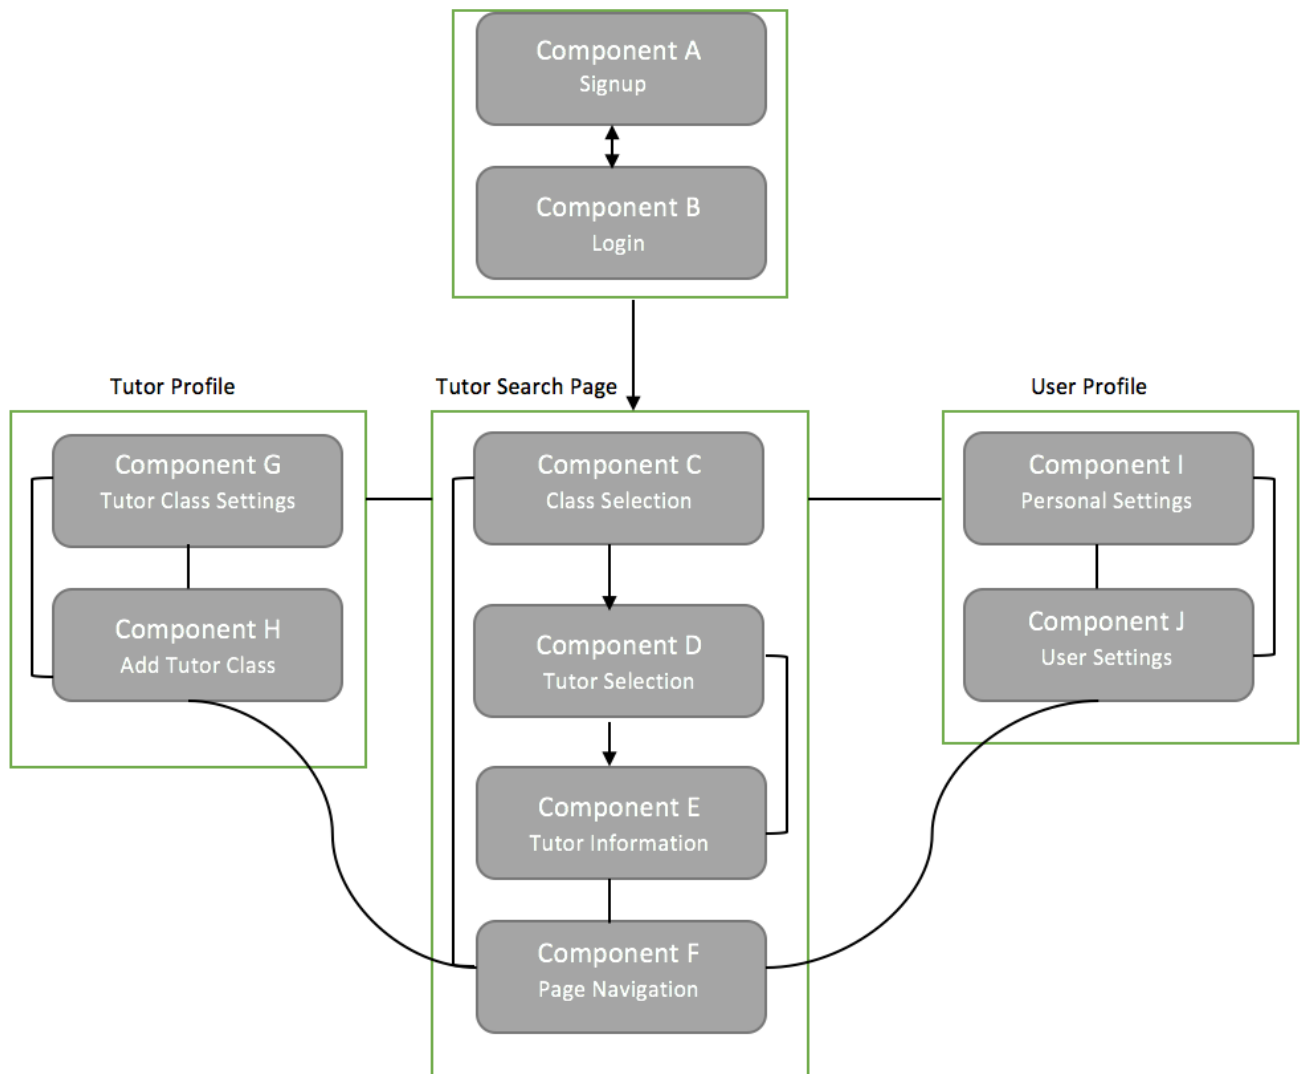 Component A
Signup
Component B
Login
Tutor Profile
Tutor Search Page
User Profile
Component G
Tutor Class Settings
Component H
Add Tutor Class
Component C
Class Selection
Component D
Tutor Selection
Component E
Tutor Information
Component F
Page Navigation
Component I
Personal Settings
Component J
User Settings